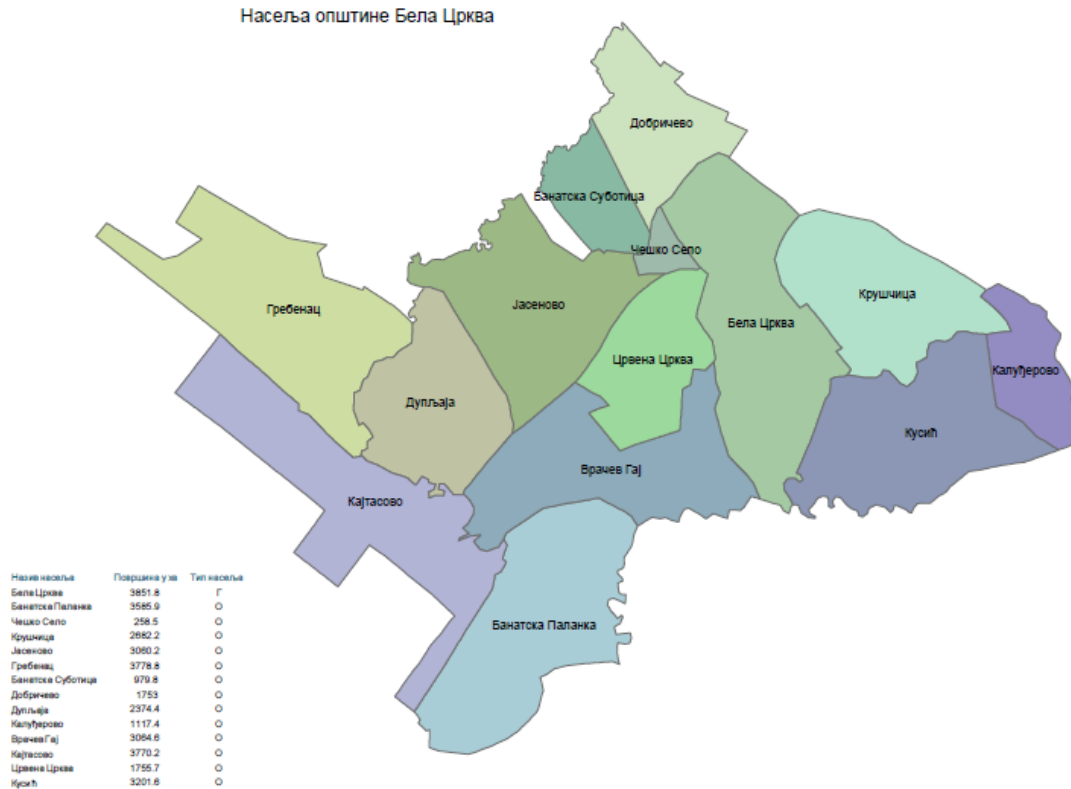 Насеља општине Бела Црква
Добричево
Банатска Суботица
Чешко Село
Крушчица
Гребенац
Јасеново
Бела Црква
Црвена Црква
Калуђерово
Дупљаја
Кусић
Врачев Гај
Кајтасово
Банатска Паланка
Назив насеља Површина у ха Тип насеља
Бела Црква 3851.8 Г
Банатска Паланка 3585.9 О
Чешко Село 258.5 О
Крушчица 2682.2 О
Јасеново 3060.2 О
Гребенац 3778.8 О
Банатска Суботица 979.8 О
Добричево 1753 О
Дупљаја 2374.4 О
Калуђерово 1117.4 О
Врачев Гај 3064.6 О
Кајтасово 3770.2 О
Црвена Црква 1755.7 О
Кусић 3201.6 О